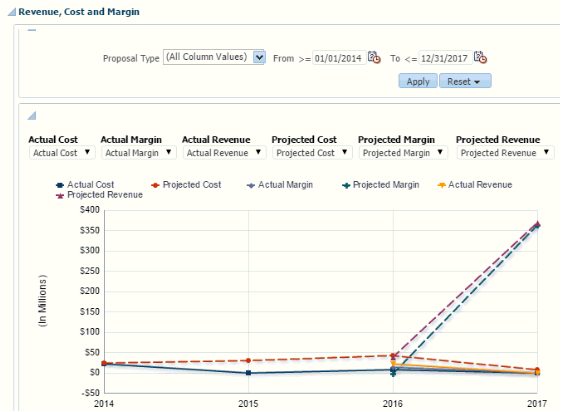 Revenue, Cost and Margin
Proposal Type (All Column Values) From >= 01/01/2014 To <= 12/31/2017
Apply Reset
Actual Cost Actual Margin Actual Revenue Projected Cost Projected Margin Projected Revenue
Actual Cost Actual Margin Actual Revenue Projected Cost Projected Margin Projected Revenue
Actual Cost Projected Cost Actual Margin Projected Margin Actual Revenue
Projected Revenue
$400
$350
$300
$250
$200
$150
$100
$50
$0
-$50
(In Millions)
2014 2015 2016 2017